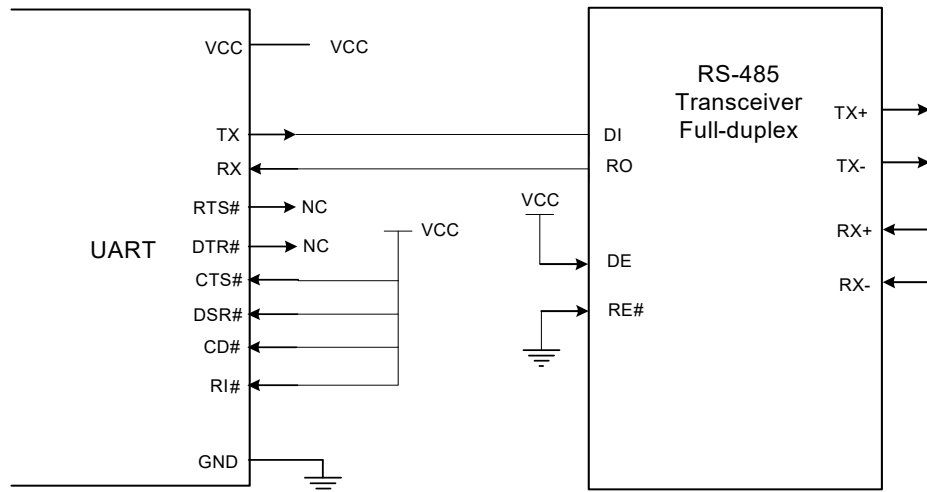 VCC
VCC
TX
RX
RTS#
NC
DTR#
NC
VCC
UART
CTS#
DSR#
CD#
RI#
GND
RS-485
Transceiver
Full-duplex
DI
RO
VCC
DE
RE#
TX+
TX-
RX+
RX-